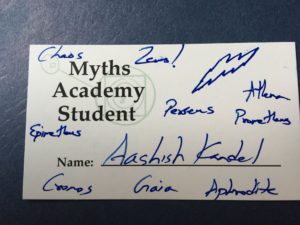 Chaos Zeus!
Myths
Academy
Student
Athena
Perseus Prometheus
Epimetheus
Name: Aashish Kandel
Cronos Gaia Aphrodite